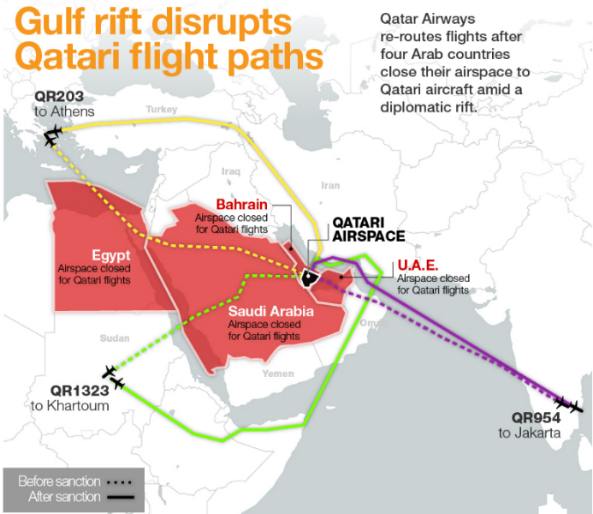 Gulf rift disrupts
Qatari flight paths
Qatar Airways
re-routes flights after
four Arab countries
close their airspace to
Qatari aircraft amid a
diplomatic rift.
QR203
to Athens
Turkey
Iraq
Iran
Bahrain
Airspace closed
for Qatari flights
QATARI
AIRSPACE
Egypt
Airspace closed
for Qatari flights
U.A.E.
Airspace closed
for Qatari flights
Saudi Arabia
Airspace closed
for Qatari flights
Oman
Sudan
Yemen
QR1323
to Khartoum
QR954
to Jakarta
Before sanction
After sanction